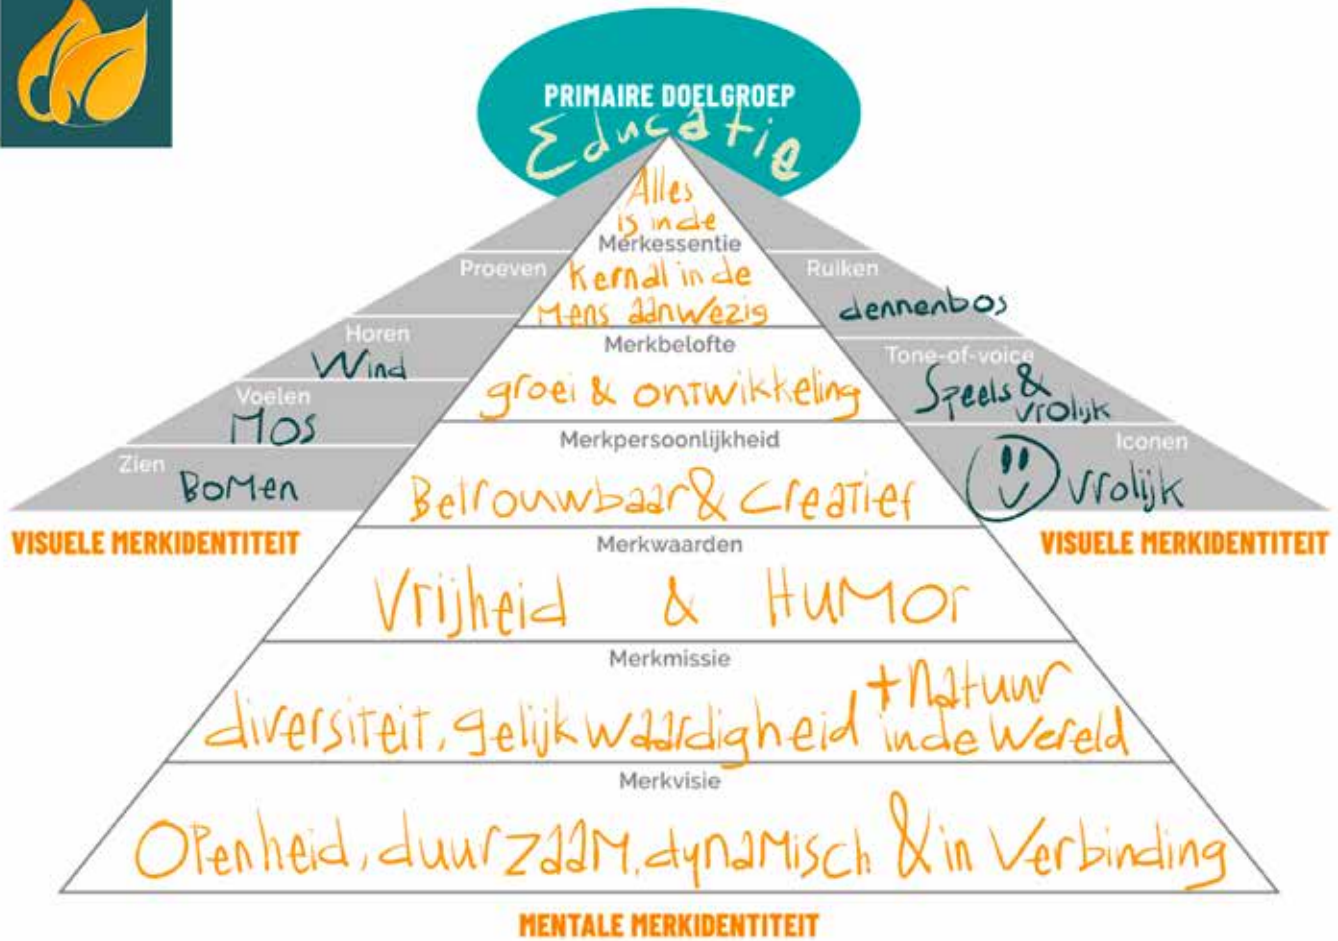 PRIMAIRE DOELGROEP
Educatie
Alles
is in de
Merkessentie
Kern al in de
Mens aanwezig
Proeven
Ruiken
dennenbos
Horen
Wind
Merkbelofte
groei & ontwikkeling
Tone-of-voice
Speels &
vrolijk
Voelen
Mos
Merkpersoonlijkheid
Betrouwbaar & Creatief
Iconen
vrolijk
Zien
Bomen
VISUELE MERKIDENTITEIT
VISUELE MERKIDENTITEIT
Merkwaarden
Vrijheid & Humor
Merkmissie
diversiteit, gelijkwaardigheid + Natuur
in de Wereld
Merkvisie
Openheid, duurzaam, dynamisch & in Verbinding
MENTALE MERKIDENTITEIT